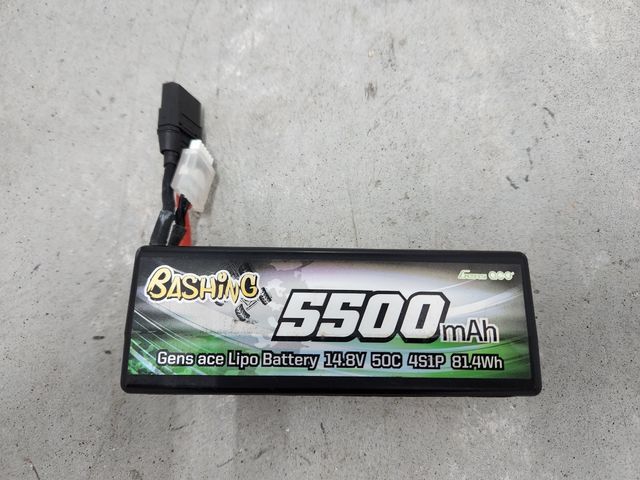 BASHING
Gens ace
5500mAh
Gens ace Lipo Battery 14.8V 50C 4S1P 81.4Wh